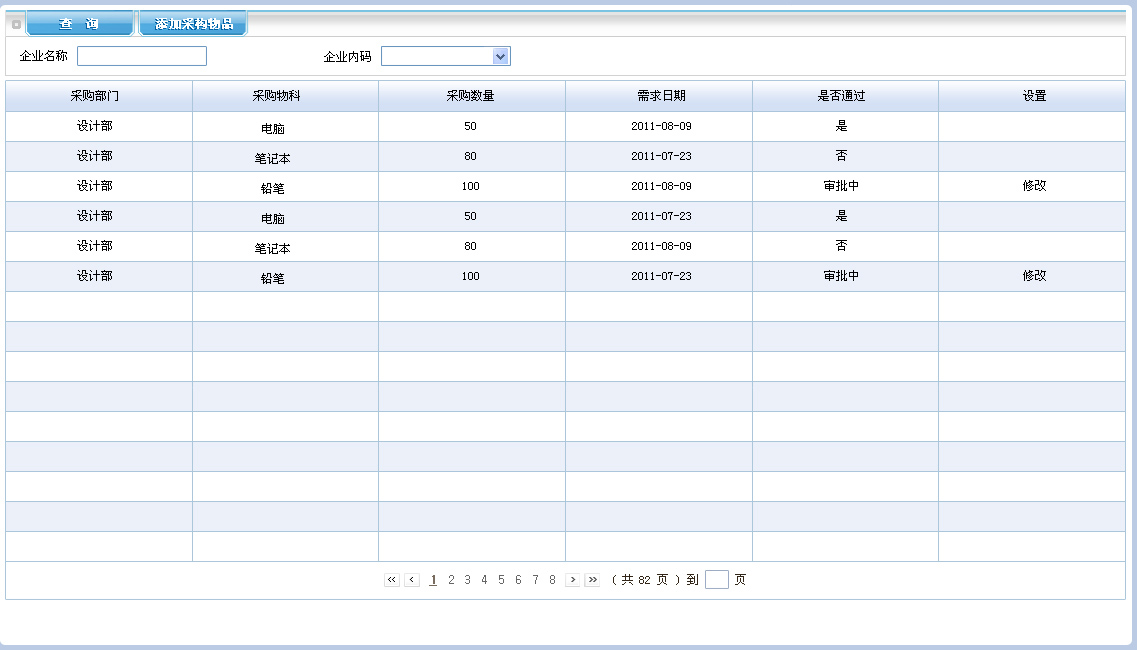 查 询 添加采购物品
企业名称 企业内码
采购部门 采购物科 采购数量 需求日期 是否通过 设置
设计部 电脑 50 2011-08-09 是
设计部 笔记本 80 2011-07-23 否
设计部 铅笔 100 2011-08-09 审批中 修改
设计部 电脑 50 2011-07-23 是
设计部 笔记本 80 2011-08-09 否
设计部 铅笔 100 2011-07-23 审批中 修改
« ‹ 1 2 3 4 5 6 7 8 › » ( 共 82 页 ) 到 页